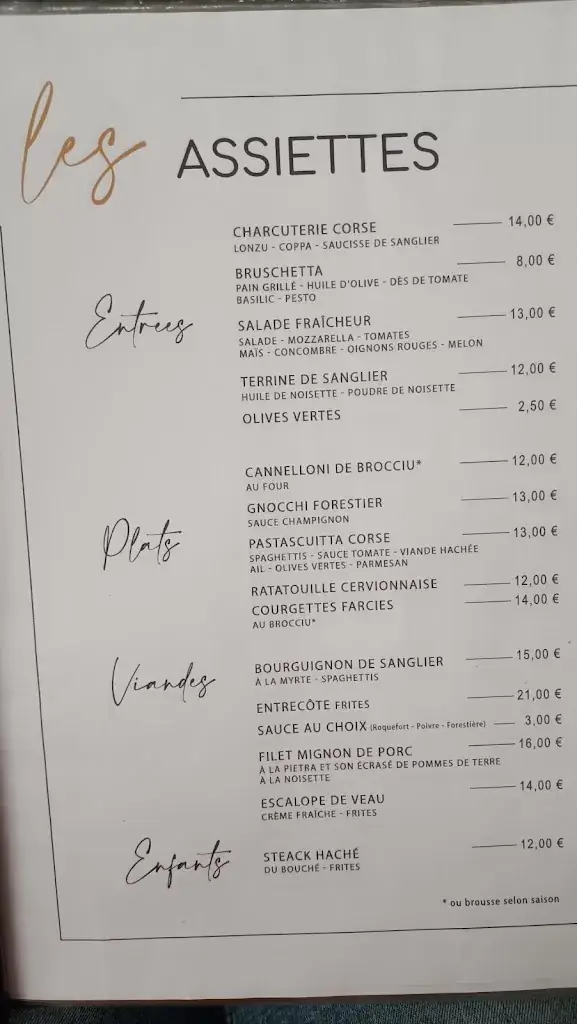 les ASSIETTES
Entrees
CHARCUTERIE CORSE 14,00 €
LONZU - COPPA - SAUCISSE DE SANGLIER
BRUSCHETTA 8,00 €
PAIN GRILLÉ - HUILE D'OLIVE - DÈS DE TOMATE
BASILIC - PESTO
SALADE FRAÎCHEUR 13,00 €
SALADE - MOZZARELLA - TOMATES
MAÏS - CONCOMBRE - OIGNONS ROUGES - MELON
TERRINE DE SANGLIER 12,00 €
HUILE DE NOISETTE - POUDRE DE NOISETTE
OLIVES VERTES 2,50 €
Plats
CANNELLONI DE BROCCIU* 12,00 €
AU FOUR
GNOCCHI FORESTIER 13,00 €
SAUCE CHAMPIGNON
PASTASCUITTA CORSE 13,00 €
SPAGHETTIS - SAUCE TOMATE - VIANDE HACHÉE
AIL - OLIVES VERTES - PARMESAN
RATATOUILLE CERVIONNAISE 12,00 €
COURGETTES FARCIES 14,00 €
AU BROCCIU*
Viandes
BOURGUIGNON DE SANGLIER 15,00 €
À LA MYRTE - SPAGHETTIS
ENTRECÔTE FRITES 21,00 €
SAUCE AU CHOIX (Roquefort - Poivre - Forestière) 3,00 €
FILET MIGNON DE PORC 16,00 €
À LA PIETRA ET SON ÉCRASÉ DE POMMES DE TERRE
À LA NOISETTE
ESCALOPE DE VEAU 14,00 €
CRÈME FRAÎCHE - FRITES
Enfants
STEACK HACHÉ 12,00 €
DU BOUCHÉ - FRITES
* ou brousse selon saison